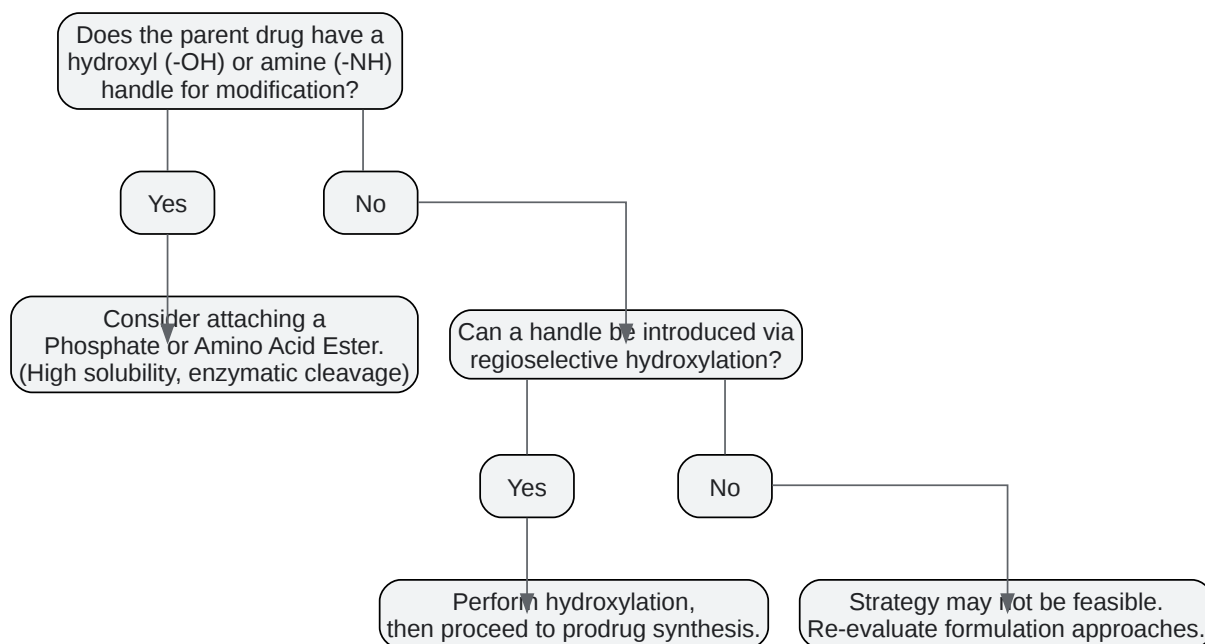 Does the parent drug have a
hydroxyl (-OH) or amine (-NH)
handle for modification?
Yes
No
Consider attaching a
Phosphate or Amino Acid Ester.
(High solubility, enzymatic cleavage)
Can a handle be introduced via
regioselective hydroxylation?
Yes
No
Perform hydroxylation,
then proceed to prodrug synthesis.
Strategy may not be feasible.
Re-evaluate formulation approaches.